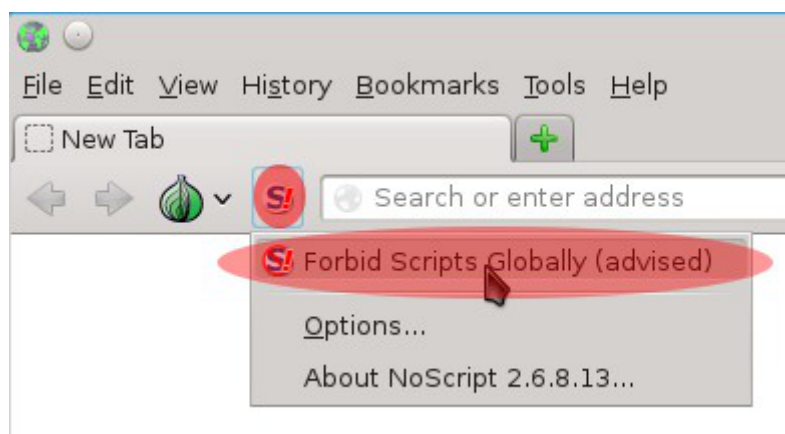 File Edit View History Bookmarks Tools Help
New Tab
S! Search or enter address
S! Forbid Scripts Globally (advised)
Options...
About NoScript 2.6.8.13...